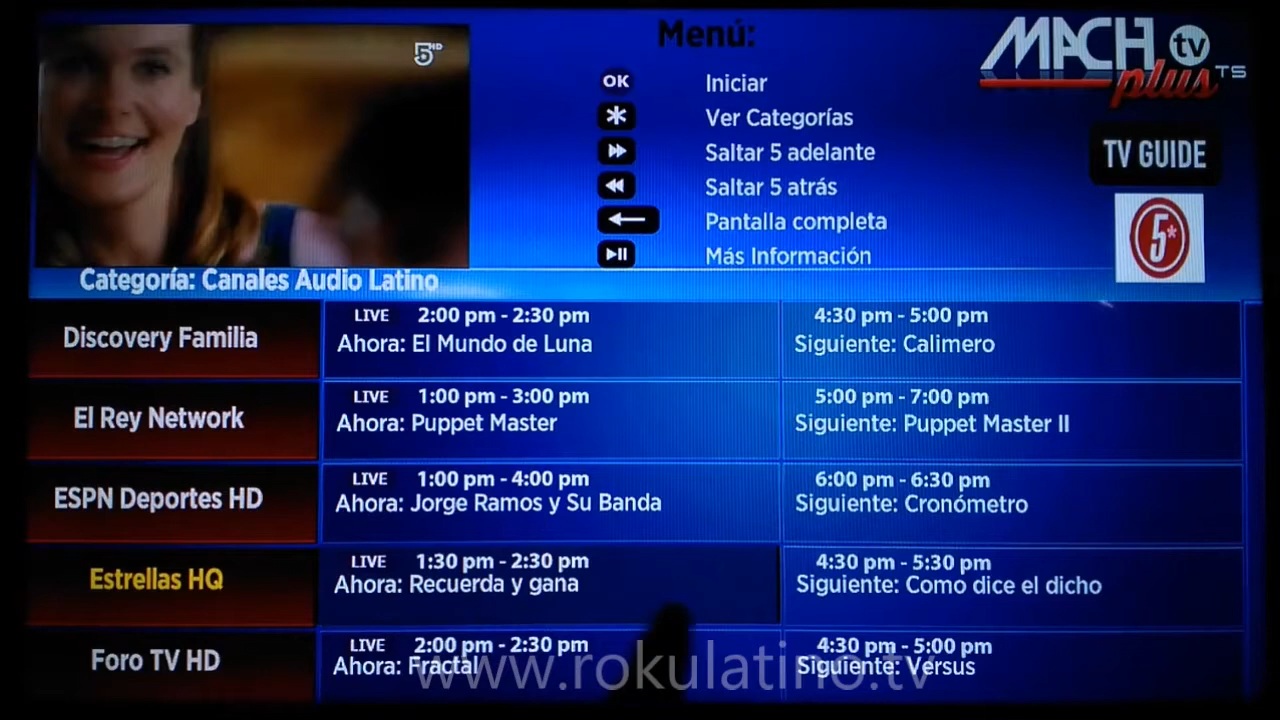 5 HD
Menú:
MACH tv
plus TS
OK Iniciar
Ver Categorías
Saltar 5 adelante
Saltar 5 atrás
Pantalla completa
Más Información
TV GUIDE
5*
Categoría: Canales Audio Latino
Discovery Familia
LIVE 2:00 pm - 2:30 pm
Ahora: El Mundo de Luna
4:30 pm - 5:00 pm
Siguiente: Calimero
El Rey Network
LIVE 1:00 pm - 3:00 pm
Ahora: Puppet Master
5:00 pm - 7:00 pm
Siguiente: Puppet Master II
ESPN Deportes HD
LIVE 1:00 pm - 4:00 pm
Ahora: Jorge Ramos y Su Banda
6:00 pm - 6:30 pm
Siguiente: Cronómetro
Estrellas HQ
LIVE 1:30 pm - 2:30 pm
Ahora: Recuerda y gana
4:30 pm - 5:30 pm
Siguiente: Como dice el dicho
Foro TV HD
LIVE 2:00 pm - 2:30 pm
Ahora: Fractal
4:30 pm - 5:00 pm
Siguiente: Versus
www.rokulatino.tv